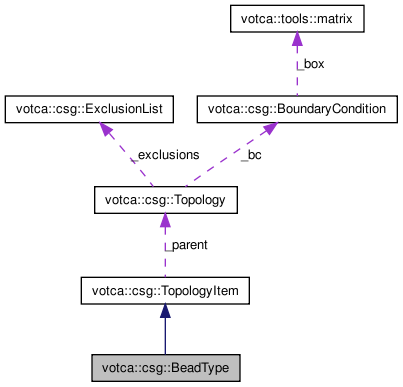 votca::tools::matrix
_box
votca::csg::ExclusionList
votca::csg::BoundaryCondition
_exclusions
_bc
votca::csg::Topology
_parent
votca::csg::TopologyItem
votca::csg::BeadType